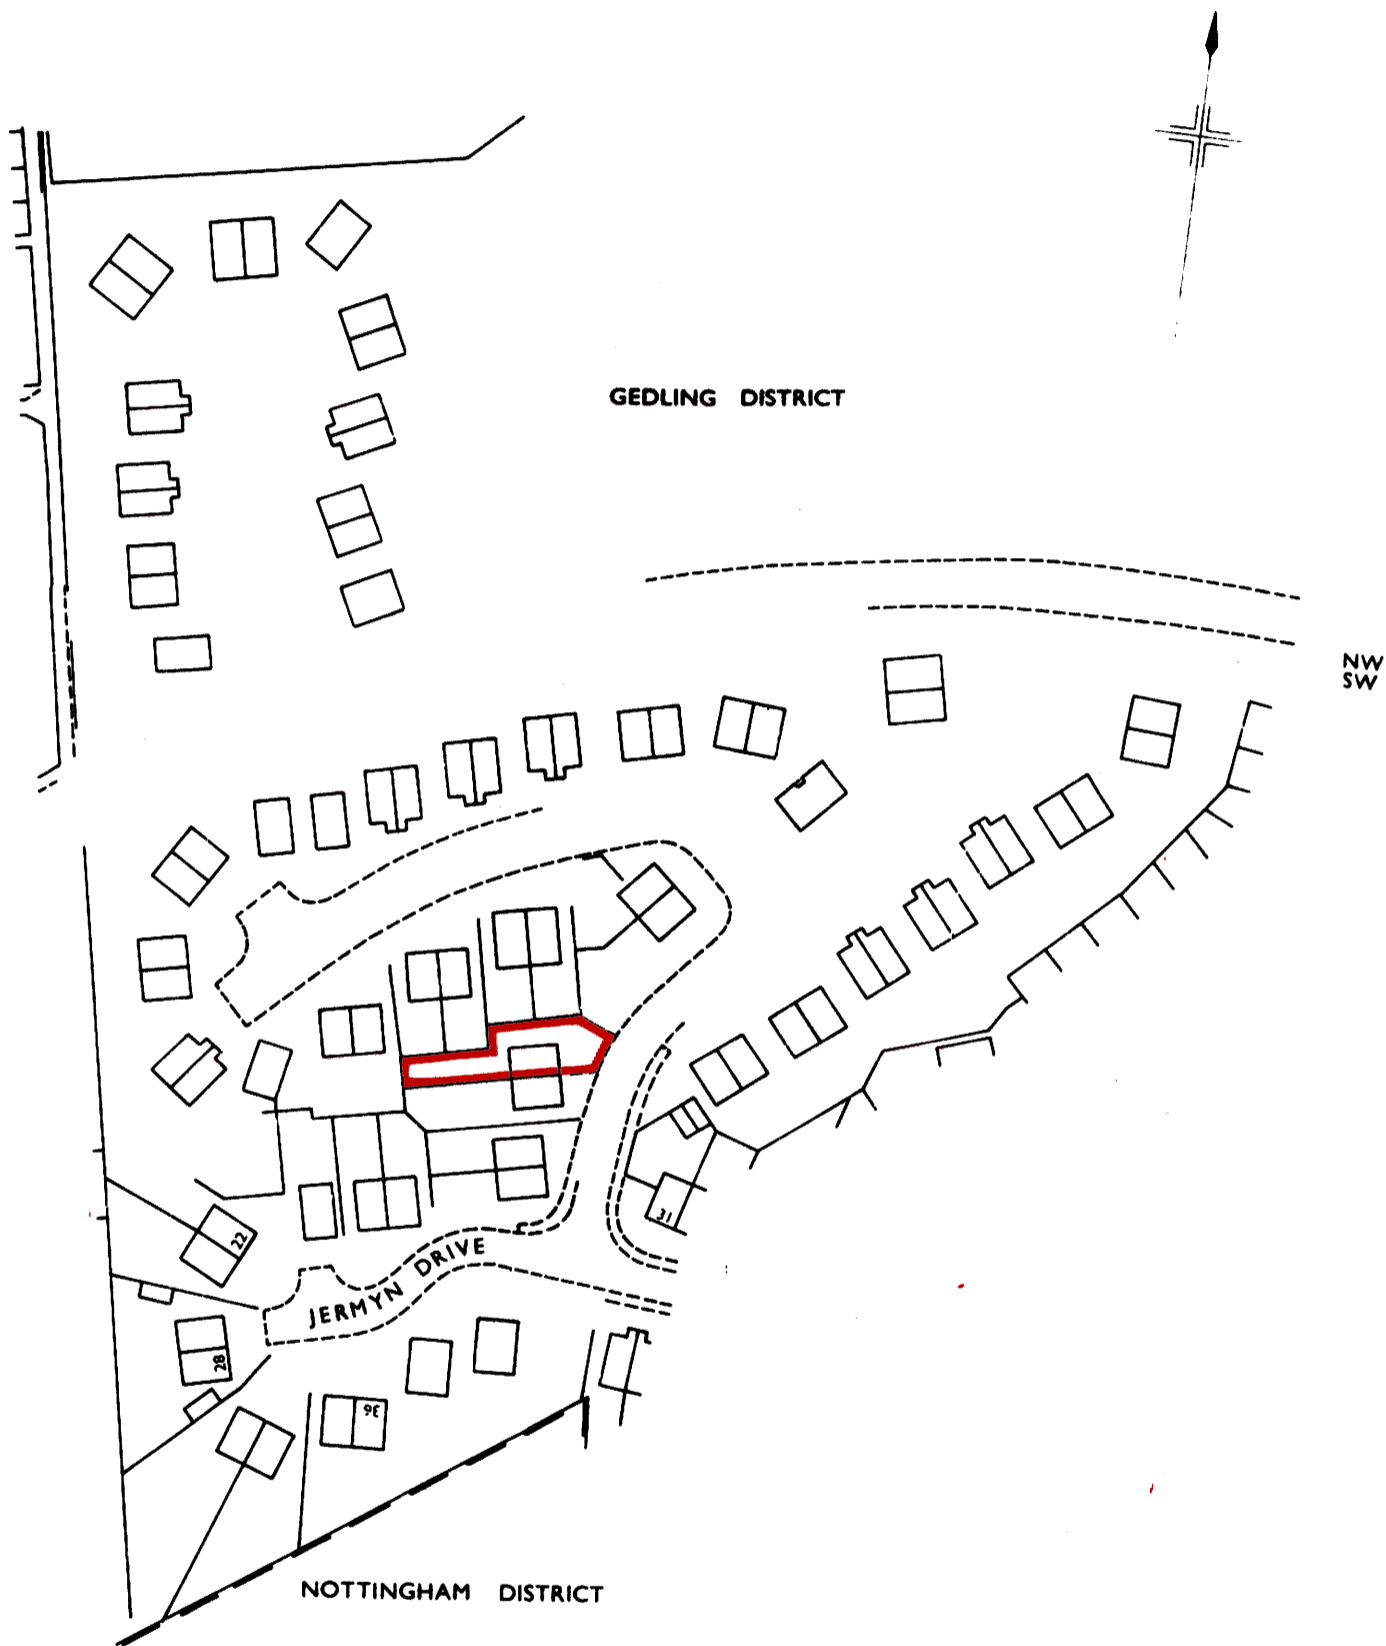 GEDLING DISTRICT
NW
SW
31
22
JERMYN DRIVE
28
36
NOTTINGHAM DISTRICT